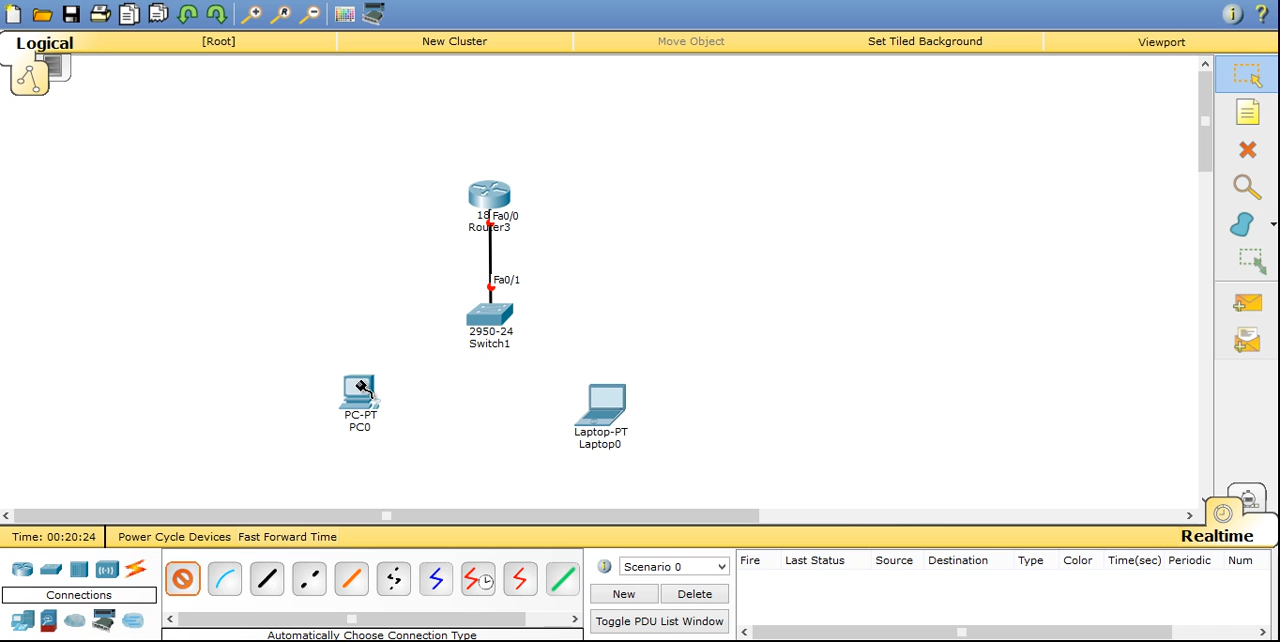 Logical
[Root]
New Cluster
Move Object
Set Tiled Background
Viewport
Fa0/0
Router3
Fa0/1
2950-24
Switch1
PC-PT
PC0
Laptop-PT
Laptop0
Time: 00:20:24
Power Cycle Devices Fast Forward Time
Realtime
Connections
Automatically Choose Connection Type
Scenario 0
New
Delete
Toggle PDU List Window
Fire
Last Status
Source
Destination
Type
Color
Time(sec)
Periodic
Num